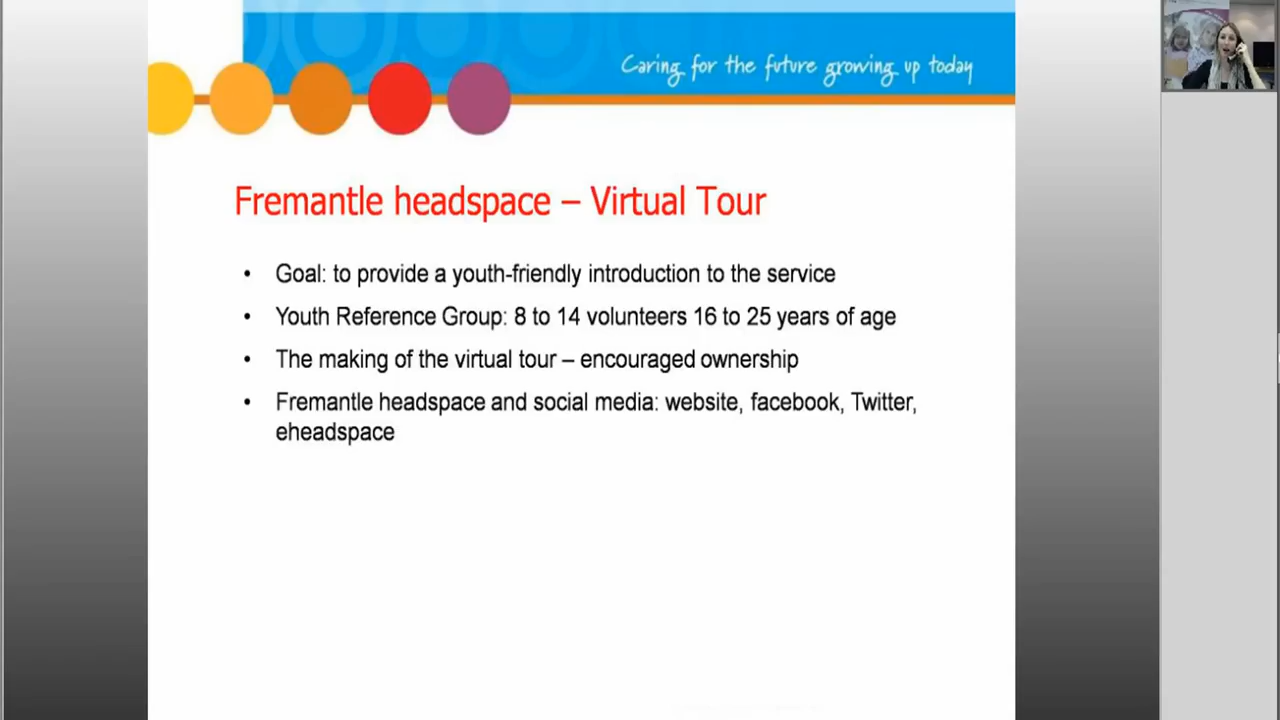 Caring for the future growing up today
Fremantle headspace – Virtual Tour
• Goal: to provide a youth-friendly introduction to the service
• Youth Reference Group: 8 to 14 volunteers 16 to 25 years of age
• The making of the virtual tour – encouraged ownership
• Fremantle headspace and social media: website, facebook, Twitter,
eheadspace